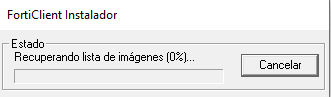 FortiClient Instalador
Estado
Recuperando lista de imágenes (0%)...
Cancelar